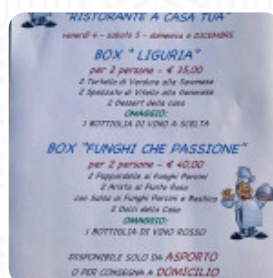 "RISTORANTE A CASA TUA"
venerdì 4 - sabato 5 - domenica 6 DICEMBRE
BOX " LIGURIA"
per 2 persone - € 35,00
2 Tortello di Verdura alla Savonese
2 Spezzato di Vitello alla Genovese
2 Dessert della casa
OMAGGIO:
1 BOTTIGLIA DI VINO A SCELTA
BOX "FUNGHI CHE PASSIONE"
per 2 persone - € 40,00
2 Pappardelle ai Funghi Porcini
2 Arista al Punto Rosa
con Salsa ai Funghi Porcini e Basilico
2 Dolci della Casa
OMAGGIO:
1 BOTTIGLIA DI VINO ROSSO
DISPONIBILE SOLO DA ASPORTO
O PER CONSEGNA A DOMICILIO